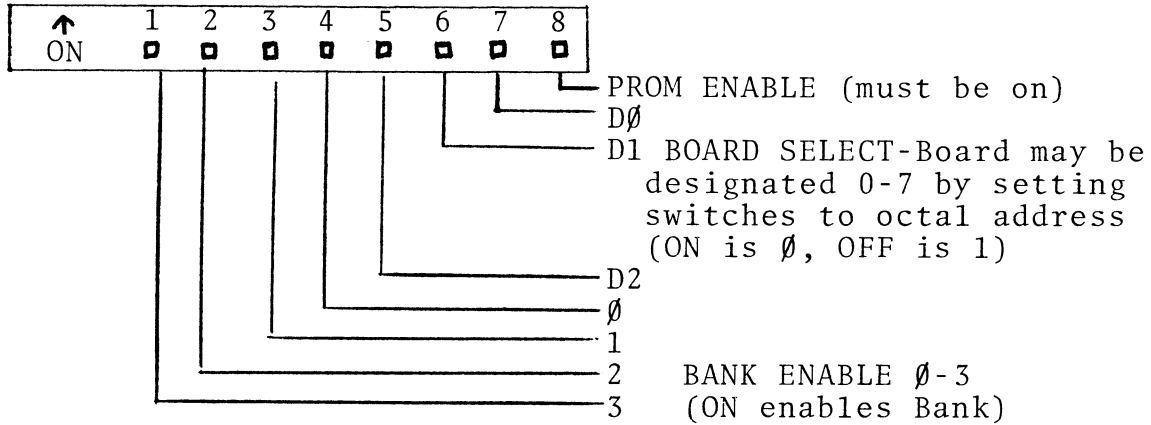 ↑ 1 2 3 4 5 6 7 8
ON
PROM ENABLE (must be on)
DØ
D1 BOARD SELECT-Board may be
designated 0-7 by setting
switches to octal address
(ON is Ø, OFF is 1)
D2
Ø
1
2 BANK ENABLE Ø-3
3 (ON enables Bank)